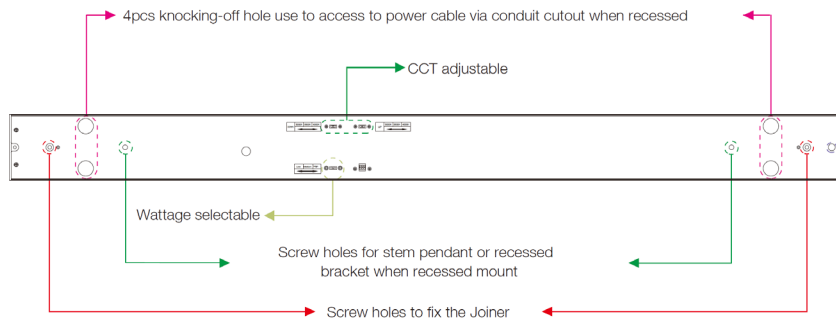 4pcs knocking-off hole use to access to power cable via conduit cutout when recessed
CCT adjustable
Wattage selectable
Screw holes for stem pendant or recessed
bracket when recessed mount
Screw holes to fix the Joiner